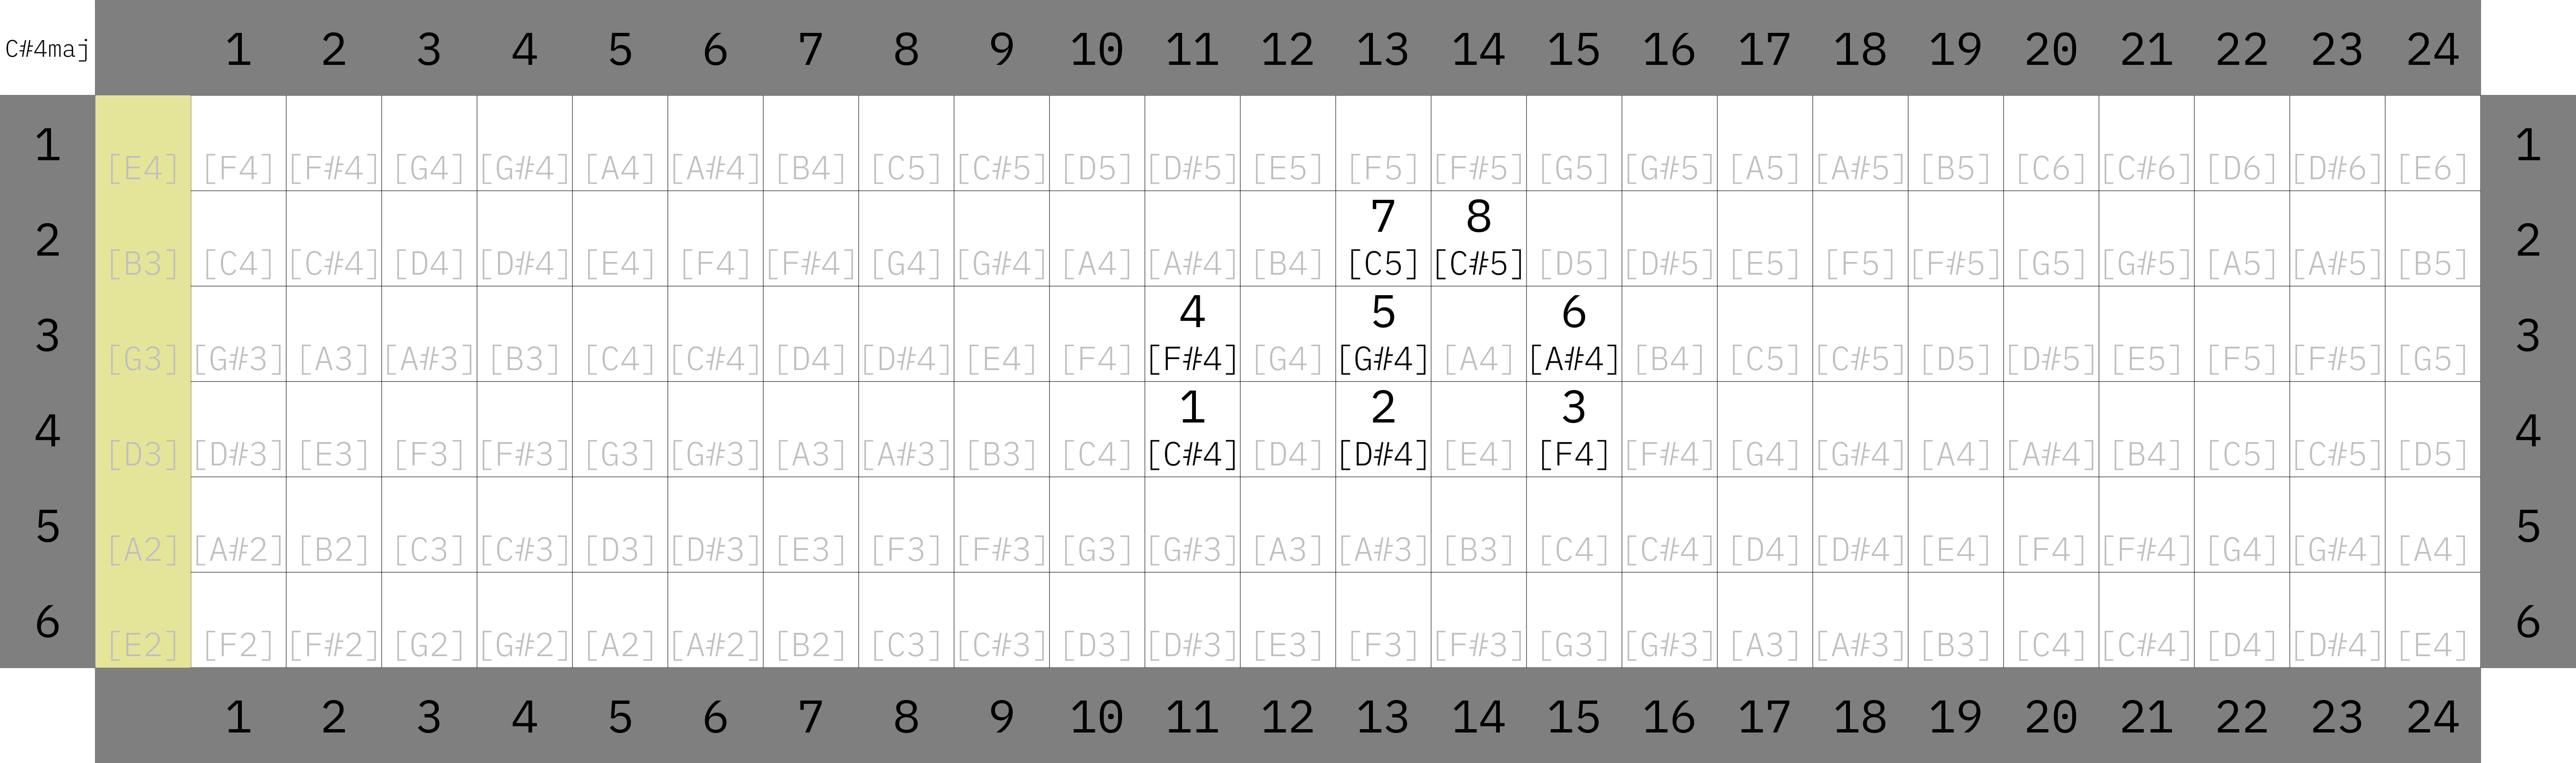 C#4maj 1 2 3 4 5 6 7 8 9 10 11 12 13 14 15 16 17 18 19 20 21 22 23 24
1 [E4] [F4] [F#4] [G4] [G#4] [A4] [A#4] [B4] [C5] [C#5] [D5] [D#5] [E5] [F5] [F#5] [G5] [G#5] [A5] [A#5] [B5] [C6] [C#6] [D6] [D#6] [E6] 1
7 8
2 [B3] [C4] [C#4] [D4] [D#4] [E4] [F4] [F#4] [G4] [G#4] [A4] [A#4] [B4] [C5] [C#5] [D5] [D#5] [E5] [F5] [F#5] [G5] [G#5] [A5] [A#5] [B5] 2
4 5 6
3 [G3] [G#3] [A3] [A#3] [B3] [C4] [C#4] [D4] [D#4] [E4] [F4] [F#4] [G4] [G#4] [A4] [A#4] [B4] [C5] [C#5] [D5] [D#5] [E5] [F5] [F#5] [G5] 3
1 2 3
4 [D3] [D#3] [E3] [F3] [F#3] [G3] [G#3] [A3] [A#3] [B3] [C4] [C#4] [D4] [D#4] [E4] [F4] [F#4] [G4] [G#4] [A4] [A#4] [B4] [C5] [C#5] [D5] 4
5 [A2] [A#2] [B2] [C3] [C#3] [D3] [D#3] [E3] [F3] [F#3] [G3] [G#3] [A3] [A#3] [B3] [C4] [C#4] [D4] [D#4] [E4] [F4] [F#4] [G4] [G#4] [A4] 5
6 [E2] [F2] [F#2] [G2] [G#2] [A2] [A#2] [B2] [C3] [C#3] [D3] [D#3] [E3] [F3] [F#3] [G3] [G#3] [A3] [A#3] [B3] [C4] [C#4] [D4] [D#4] [E4] 6
1 2 3 4 5 6 7 8 9 10 11 12 13 14 15 16 17 18 19 20 21 22 23 24